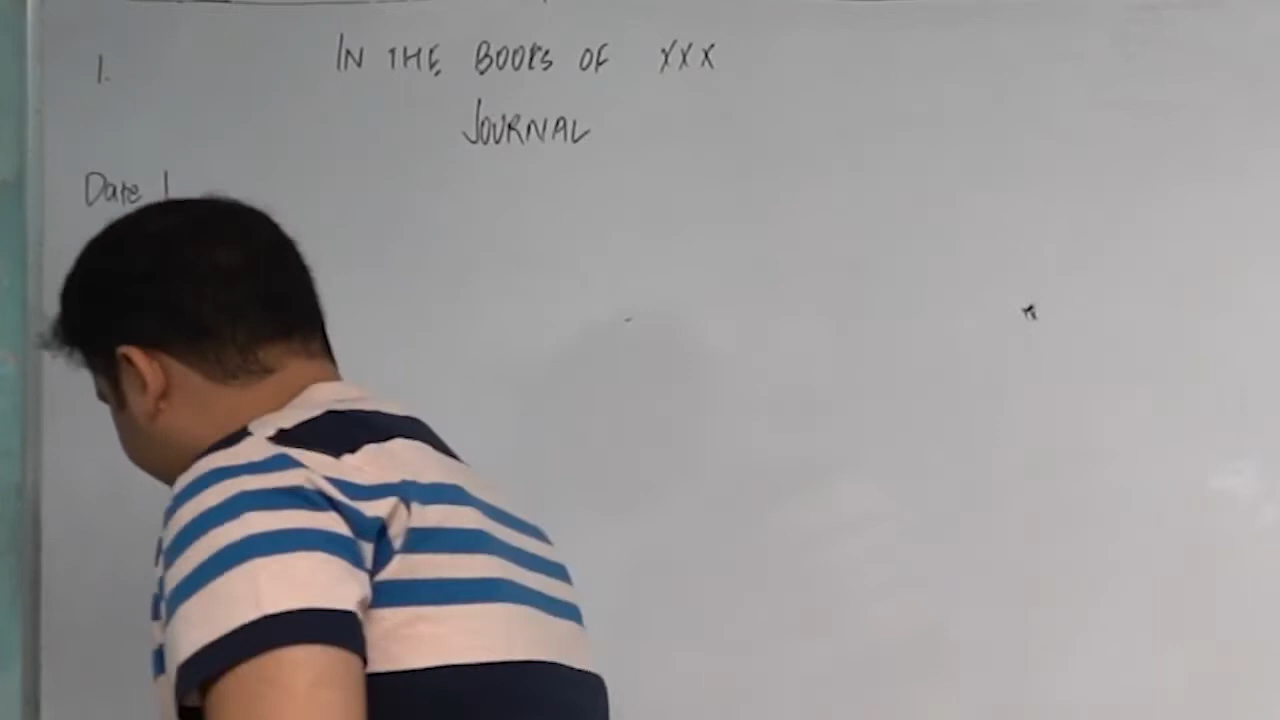 1. IN THE BOOKS OF XXX
JOURNAL
Date